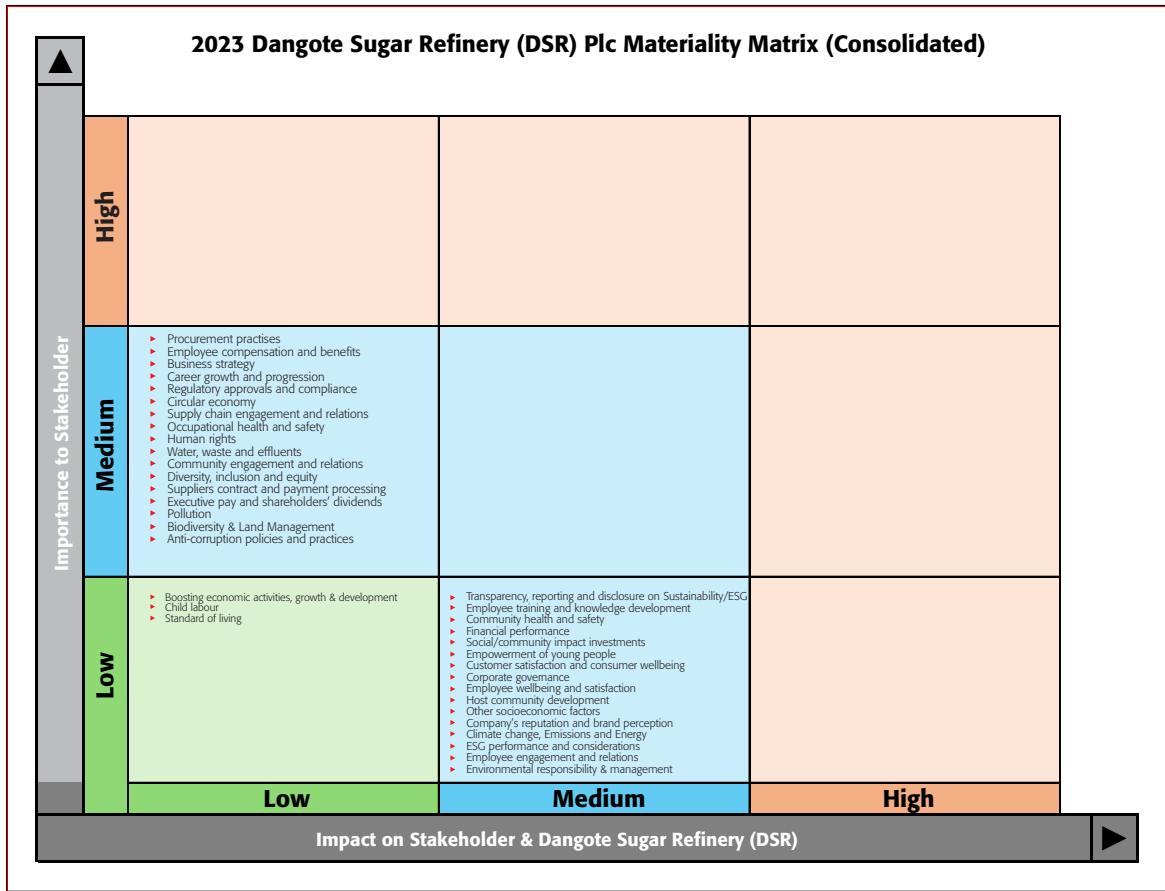 2023 Dangote Sugar Refinery (DSR) Plc Materiality Matrix (Consolidated)
Importance to Stakeholder
High
Medium
Procurement practises
Employee compensation and benefits
Business strategy
Career growth and progression
Regulatory approvals and compliance
Circular economy
Supply chain engagement and relations
Occupational health and safety
Human rights
Water, waste and effluents
Community engagement and relations
Diversity, inclusion and equity
Suppliers contract and payment processing
Executive pay and shareholders' dividends
Pollution
Biodiversity & Land Management
Anti-corruption policies and practices
Low
Boosting economic activities, growth & development
Child labour
Standard of living
Transparency, reporting and disclosure on Sustainability/ESG
Employee training and knowledge development
Community health and safety
Financial performance
Social/community impact investments
Empowerment of young people
Customer satisfaction and consumer wellbeing
Corporate governance
Employee wellbeing and satisfaction
Host community development
Other socioeconomic factors
Company's reputation and brand perception
Climate change, Emissions and Energy
ESG performance and considerations
Employee engagement and relations
Environmental responsibility & management
Low
Medium
High
Impact on Stakeholder & Dangote Sugar Refinery (DSR)